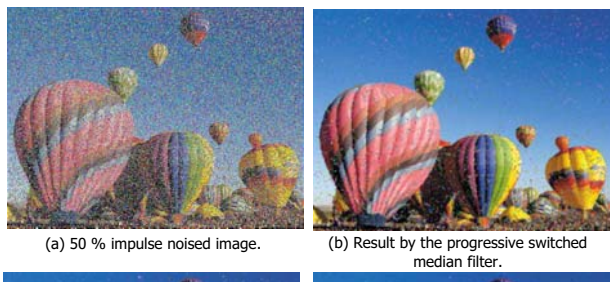 (a) 50 % impulse noised image.
(b) Result by the progressive switched
median filter.